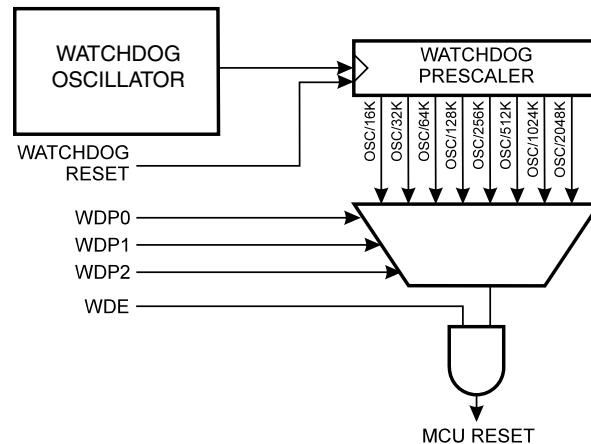 WATCHDOG
OSCILLATOR
WATCHDOG
PRESCALER
WATCHDOG
RESET
OSC/16K
OSC/32K
OSC/64K
OSC/128K
OSC/256K
OSC/512K
OSC/1024K
OSC/2048K
WDP0
WDP1
WDP2
WDE
MCU RESET